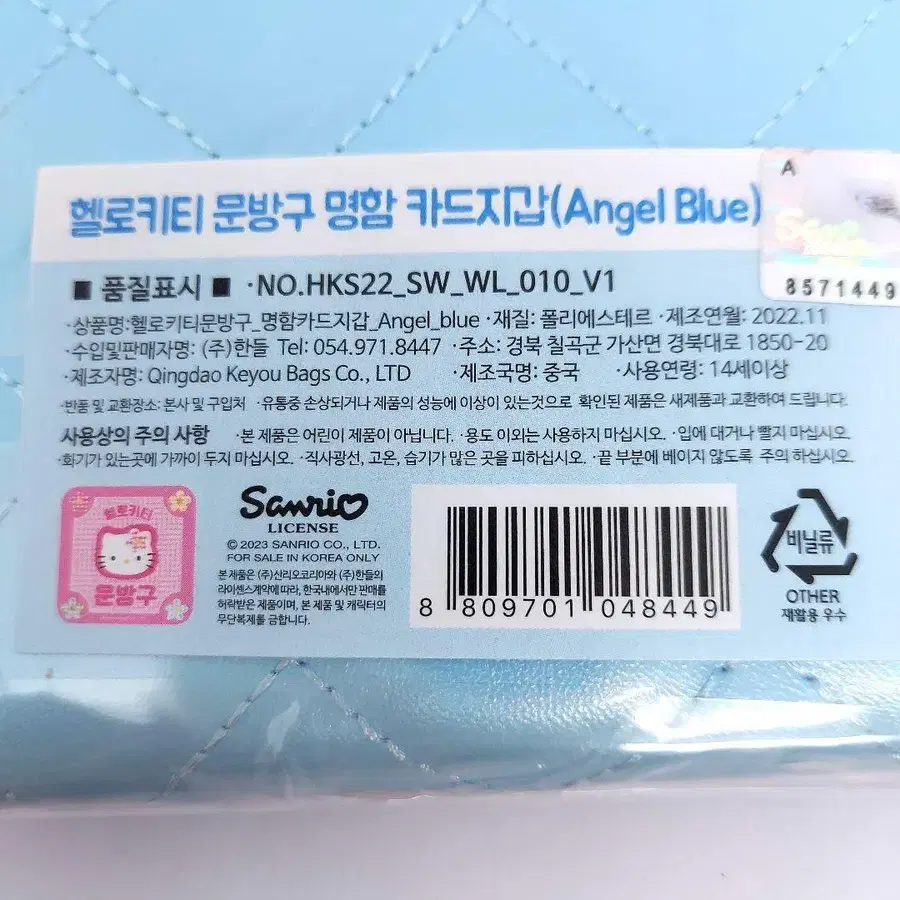 헬로키티 문방구 명함 카드지갑(Angel Blue)
A
8571449
■ 품질표시 ■ ·NO.HKS22_SW_WL_010_V1
·상품명:헬로키티문방구_명함카드지갑_Angel_blue ·재질: 폴리에스테르 ·제조연월: 2022.11
·수입및판매자명: (주)한들 Tel: 054.971.8447 ·주소: 경북 칠곡군 가산면 경북대로 1850-20
·제조자명: Qingdao Keyou Bags Co., LTD ·제조국명: 중국 ·사용연령: 14세이상
·반품 및 교환장소: 본사 및 구입처 ·유통중 손상되거나 제품의 성능에 이상이 있는것으로 확인된 제품은 새제품과 교환하여 드립니다.
사용상의 주의 사항 ·본 제품은 어린이 제품이 아닙니다. ·용도 이외는 사용하지 마십시오. ·입에 대거나 빨지 마십시오.
·화기가 있는곳에 가까이 두지 마십시오. ·직사광선, 고온, 습기가 많은 곳을 피하십시오. ·끝 부분에 베이지 않도록 주의 하십시오.
헬로키티
문방구
Sanrio
LICENSE
© 2023 SANRIO CO., LTD.
FOR SALE IN KOREA ONLY
본 제품은 (주)산리오코리아와 (주)한들의
라이센스계약에 따라, 한국내에서만 판매를
허락받은 제품이며, 본 제품 및 캐릭터의
무단복제를 금합니다.
8 809701 048449
비닐류
OTHER
재활용 우수